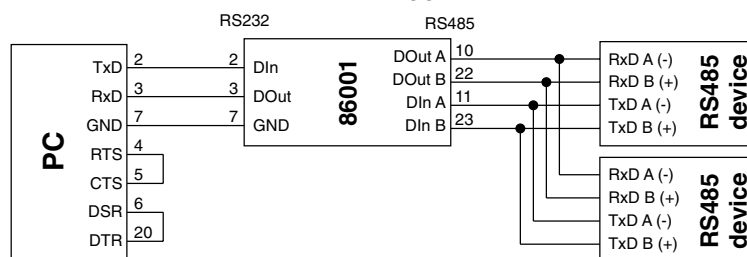 RS232
RS485
PC
TxD 2
RxD 3
GND 7
RTS 4
CTS 5
DSR 6
DTR 20
2 DIn
3 DOut
7 GND
86001
DOut A 10
DOut B 22
DIn A 11
DIn B 23
RxD A (-)
RxD B (+)
TxD A (-)
TxD B (+)
RS485
device
RxD A (-)
RxD B (+)
TxD A (-)
TxD B (+)
RS485
device